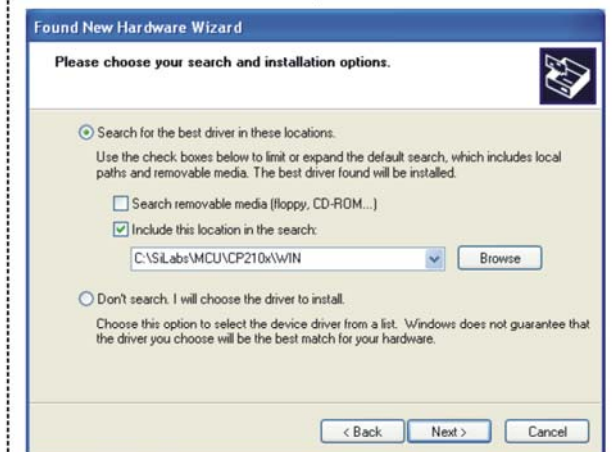 Found New Hardware Wizard
Please choose your search and installation options.
Search for the best driver in these locations.
Use the check boxes below to limit or expand the default search, which includes local
paths and removable media. The best driver found will be installed.
Search removable media (floppy, CD-ROM...)
Include this location in the search:
C:\SiLabs\MCU\CP210x\WIN
Browse
Don't search. I will choose the driver to install.
Choose this option to select the device driver from a list. Windows does not guarantee that
the driver you choose will be the best match for your hardware.
< Back Next > Cancel